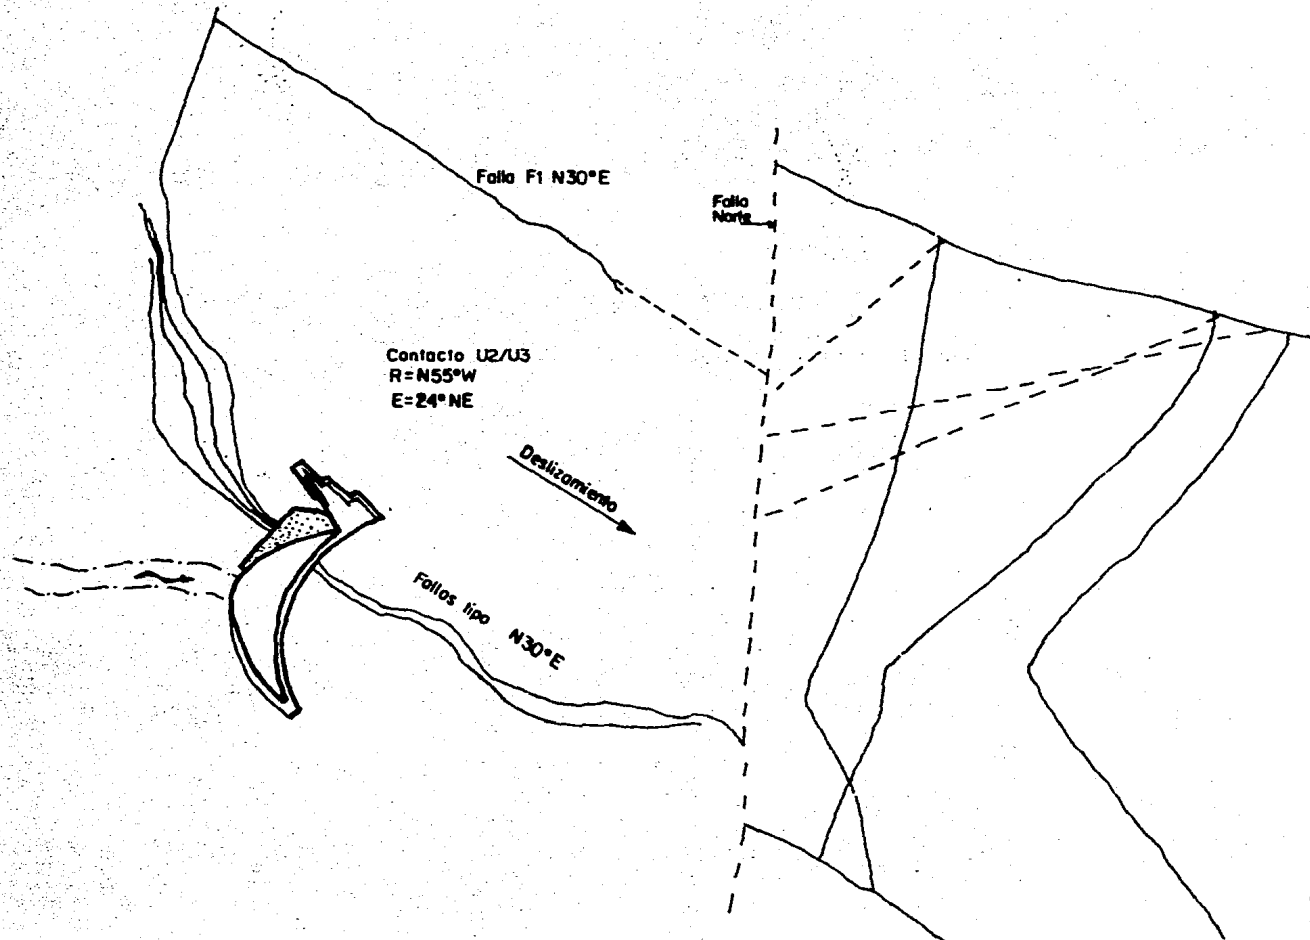 Falla F1 N30°E
Falla
Norte
Contacto U2/U3
R=N55°W
E=24°NE
Deslizamiento
Fallas tipo N30°E